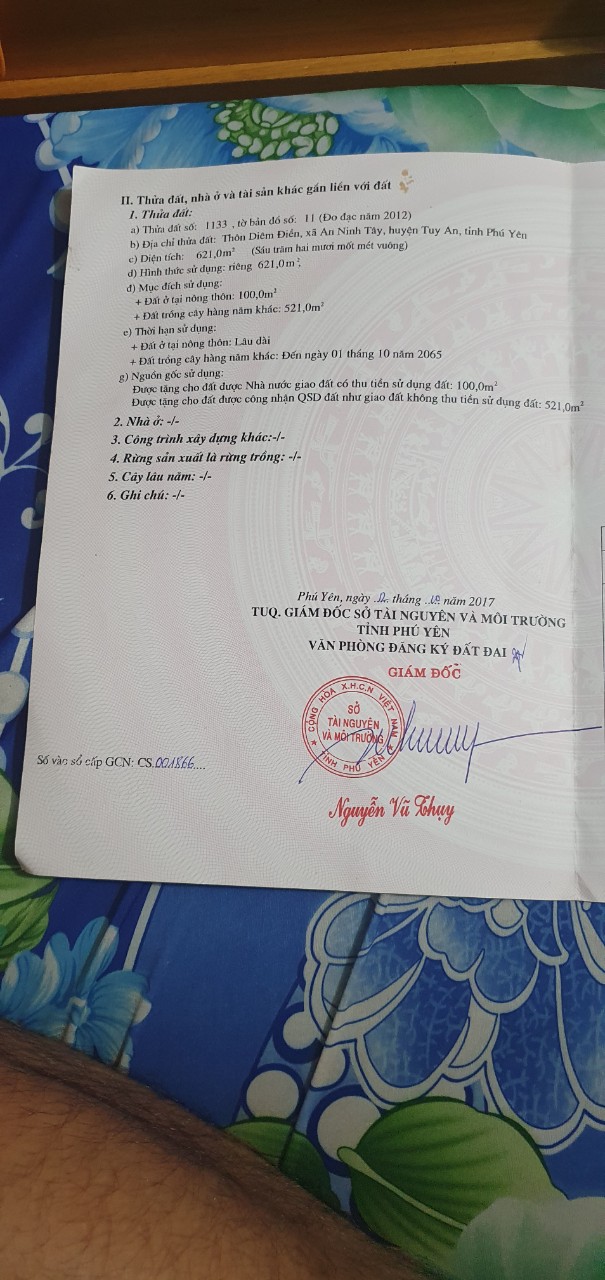 II. Thửa đất, nhà ở và tài sản khác gắn liền với đất
1. Thửa đất:
a) Thửa đất số: 1133 , tờ bản đồ số: 11 (Đo đạc năm 2012)
b) Địa chỉ thửa đất: Thôn Diêm Điền, xã An Ninh Tây, huyện Tuy An, tỉnh Phú Yên
c) Diện tích: 621,0m² (Sáu trăm hai mươi mốt mét vuông)
d) Hình thức sử dụng: riêng 621,0m²;
đ) Mục đích sử dụng:
+ Đất ở tại nông thôn: 100,0m²
+ Đất trồng cây hàng năm khác: 521,0m²
e) Thời hạn sử dụng:
+ Đất ở tại nông thôn: Lâu dài
+ Đất trồng cây hàng năm khác: Đến ngày 01 tháng 10 năm 2065
g) Nguồn gốc sử dụng:
Được tặng cho đất được Nhà nước giao đất có thu tiền sử dụng đất: 100,0m²
Được tặng cho đất được công nhận QSD đất như giao đất không thu tiền sử dụng đất: 521,0m²
2. Nhà ở: -/-
3. Công trình xây dựng khác:-/-
4. Rừng sản xuất là rừng trồng: -/-
5. Cây lâu năm: -/-
6. Ghi chú: -/-
Phú Yên, ngày tháng năm 2017
TUQ. GIÁM ĐỐC SỞ TÀI NGUYÊN VÀ MÔI TRƯỜNG
TỈNH PHÚ YÊN
VĂN PHÒNG ĐĂNG KÝ ĐẤT ĐAI
GIÁM ĐỐC
CỘNG HÒA X.H.C.N VIỆT NAM
SỞ
TÀI NGUYÊN
VÀ MÔI TRƯỜNG
TỈNH PHÚ YÊN
Số vào sổ cấp GCN: CS.001866....
Nguyễn Vũ Thụy